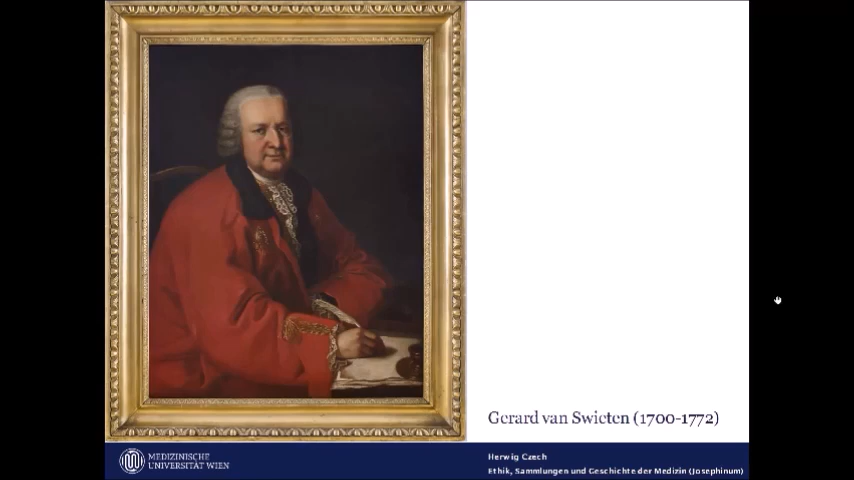 Gerard van Swieten (1700-1772)
MEDIZINISCHE
UNIVERSITÄT WIEN
Herwig Czech
Ethik, Sammlungen und Geschichte der Medizin (Josephinum)